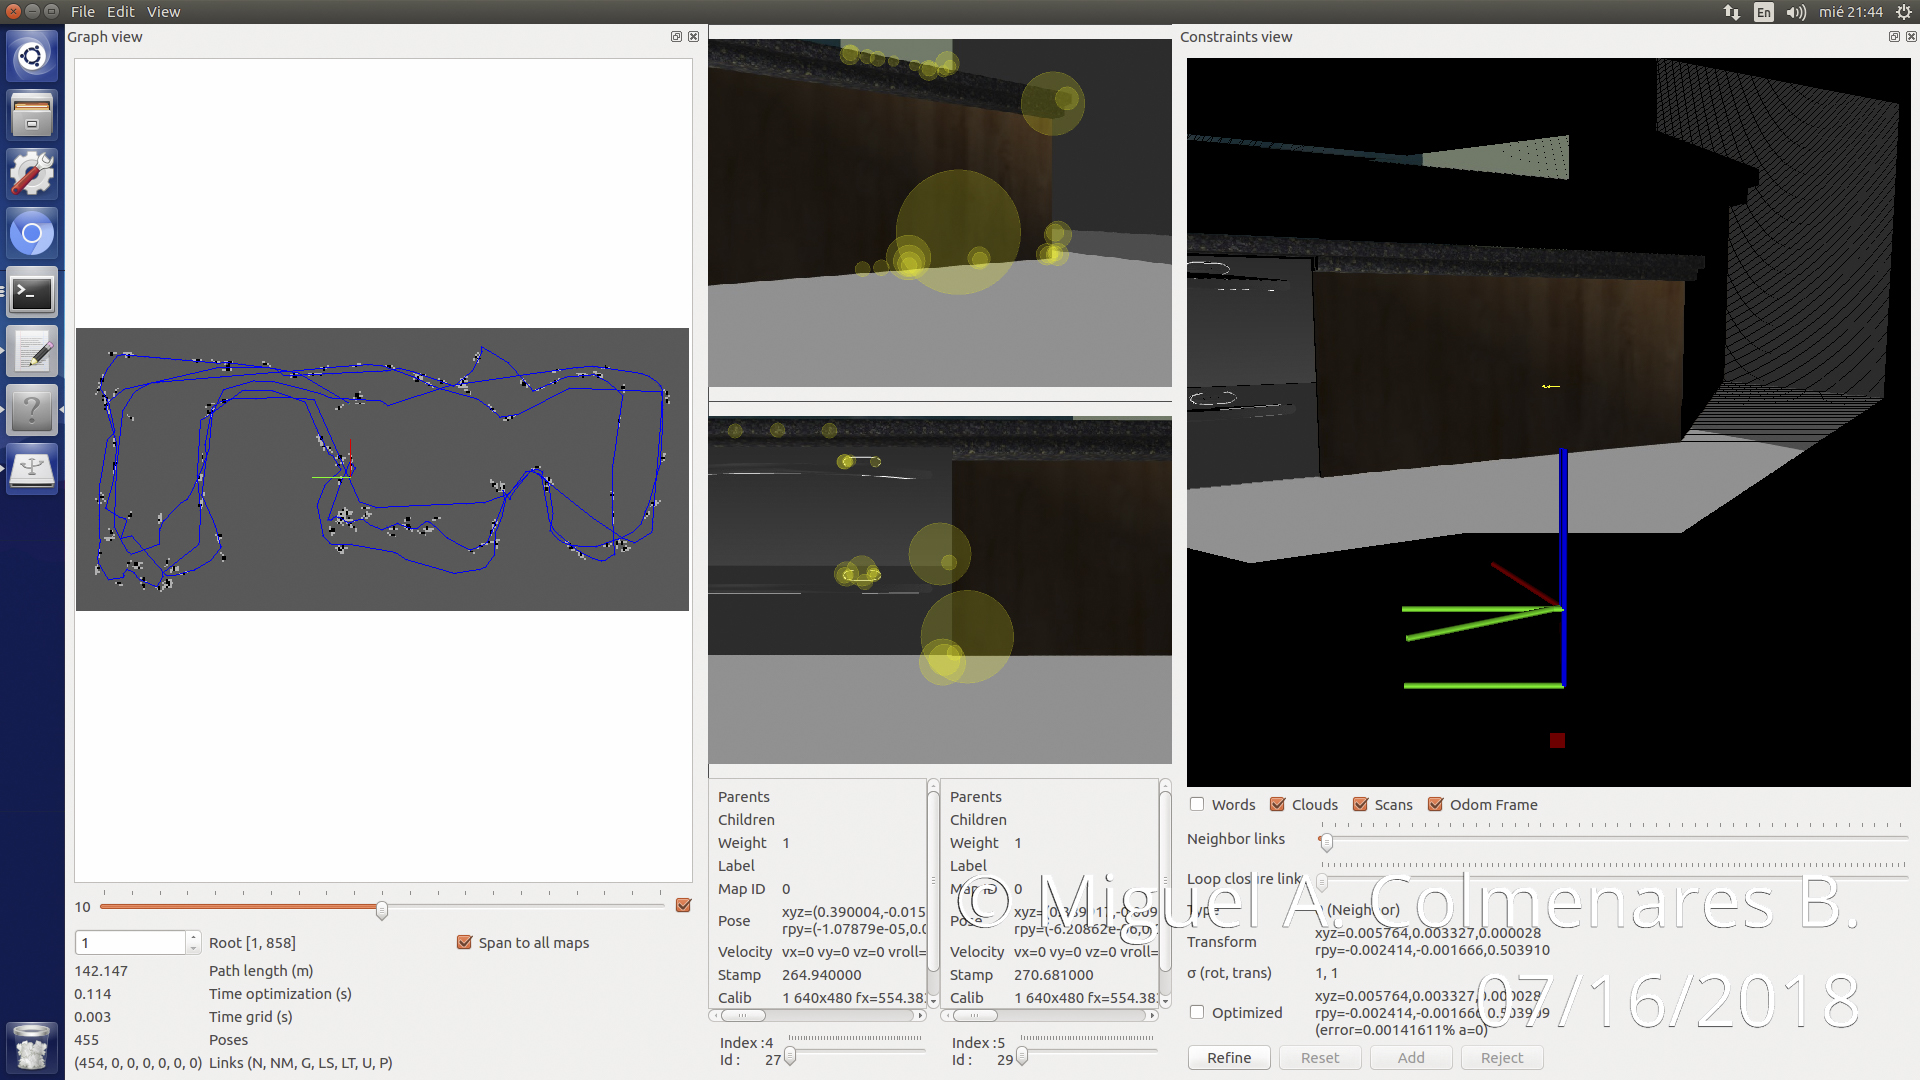 File Edit View
En mié 21:44
Graph view
Constraints view
Parents
Children
Weight 1
Label
Map ID 0
Pose xyz=(0.390004,-0.015
rpy=(-1.07879e-05,0.0
Velocity vx=0 vy=0 vz=0 vroll=
Stamp 264.940000
Calib 1 640x480 fx=554.38
Index :4
Id : 27
Parents
Children
Weight 1
Label
Map ID 0
rpy=(-6.20862e-
Velocity vx=0 vy=0 vz=0 vroll=
Stamp 270.681000
Calib 1 640x480 fx=554.38
Index :5
Id : 29
Words Clouds Scans Odom Frame
Neighbor links
Loop closure link
Type (Neighbor)
Transform xyz=0.005764,0.003327,0.000028
rpy=-0.002414,-0.001666,0.503910
σ (rot, trans) 1, 1
Optimized xyz=0.005764,0.003327,0.000028
rpy=-0.002414,-0.001666,0.503909
(error=0.00141611% a=0)
Refine Reset Add Reject
10
1 Root [1, 858] Span to all maps
142.147 Path length (m)
0.114 Time optimization (s)
0.003 Time grid (s)
455 Poses
(454, 0, 0, 0, 0, 0, 0) Links (N, NM, G, LS, LT, U, P)
© Miguel A. Colmenares B.
07/16/2018